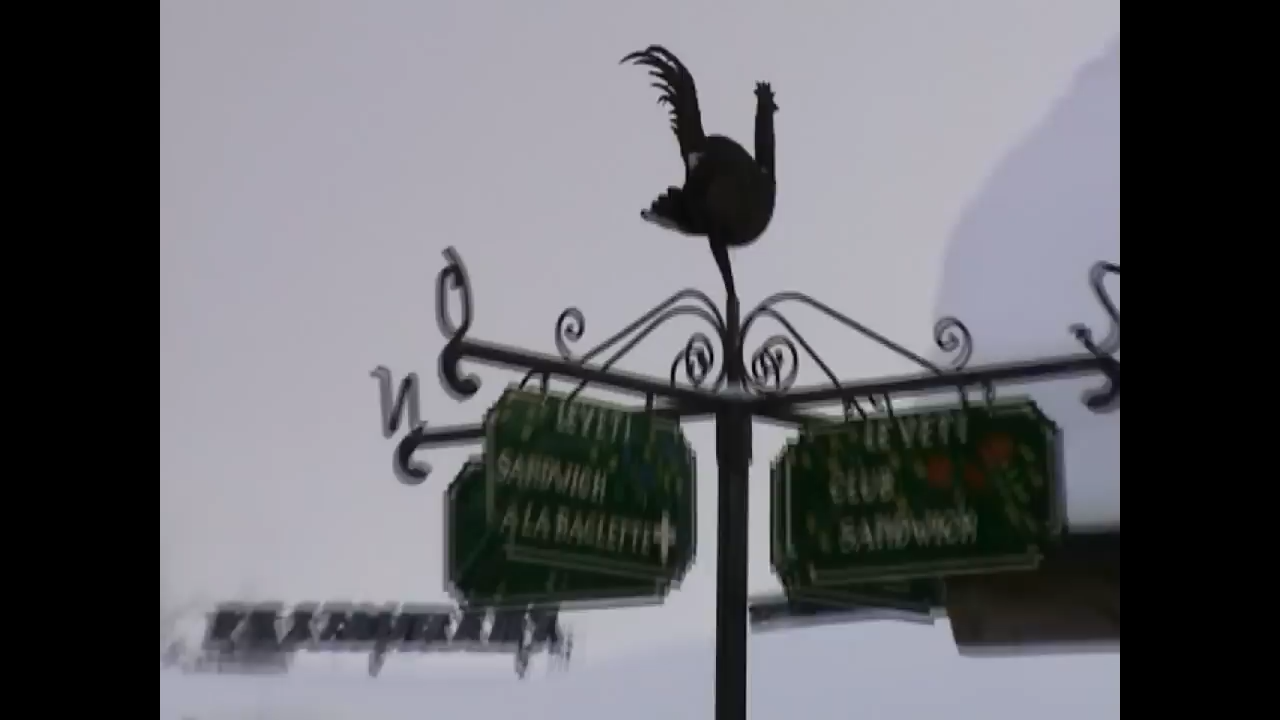 LE YETI
SANDWICH
A LA RACLETTE
LE YETI
CLUB
SANDWICH
N